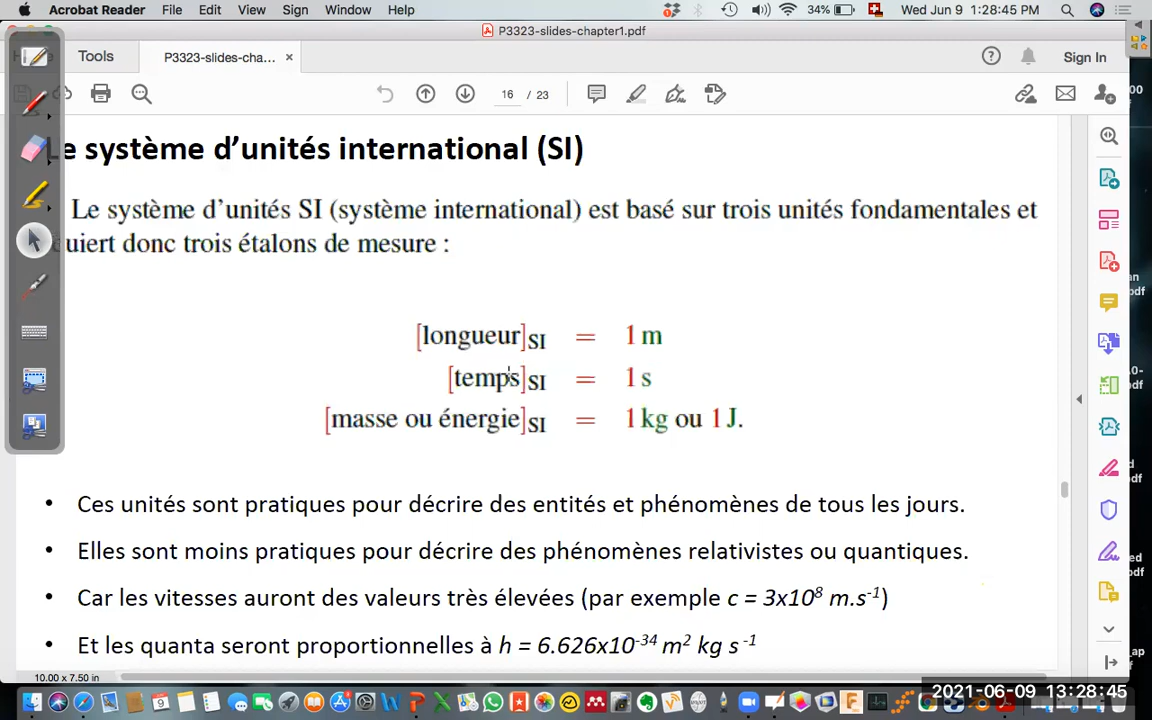 Acrobat Reader File Edit View Sign Window Help 34% Wed Jun 9 1:28:45 PM
P3323-slides-chapter1.pdf
Tools P3323-slides-cha... × Sign In
16 / 23
e système d’unités international (SI)
Le système d’unités SI (système international) est basé sur trois unités fondamentales et
uiert donc trois étalons de mesure :
[longueur]SI = 1 m
[temps]SI = 1 s
[masse ou énergie]SI = 1 kg ou 1 J.
• Ces unités sont pratiques pour décrire des entités et phénomènes de tous les jours.
• Elles sont moins pratiques pour décrire des phénomènes relativistes ou quantiques.
• Car les vitesses auront des valeurs très élevées (par exemple c = 3x10⁸ m.s⁻¹)
• Et les quanta seront proportionnelles à h = 6.626x10⁻³⁴ m² kg s⁻¹
10.00 x 7.50 in
2021-06-09 13:28:45